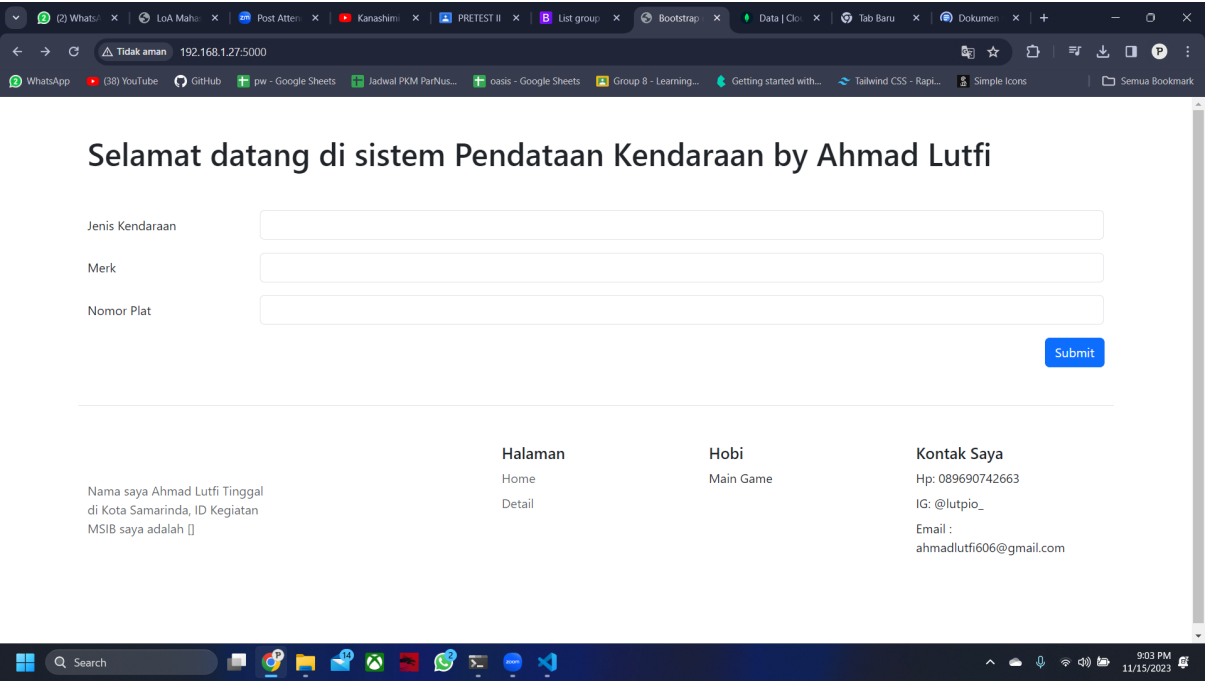 (2) WhatsA
LoA Mahas
Post Atten
Kanashimi
PRETEST II
List group
Bootstrap
Data | Clou
Tab Baru
Dokumen
Tidak aman 192.168.1.27:5000
WhatsApp
(38) YouTube
GitHub
pw - Google Sheets
Jadwal PKM ParNus...
oasis - Google Sheets
Group 8 - Learning...
Getting started with...
Tailwind CSS - Rapi...
Simple Icons
Semua Bookmark
Selamat datang di sistem Pendataan Kendaraan by Ahmad Lutfi
Jenis Kendaraan
Merk
Nomor Plat
Submit
Nama saya Ahmad Lutfi Tinggal
di Kota Samarinda, ID Kegiatan
MSIB saya adalah []
Halaman
Home
Detail
Hobi
Main Game
Kontak Saya
Hp: 089690742663
IG: @lutpio_
Email :
ahmadlutfi606@gmail.com
Search
9:03 PM
11/15/2023